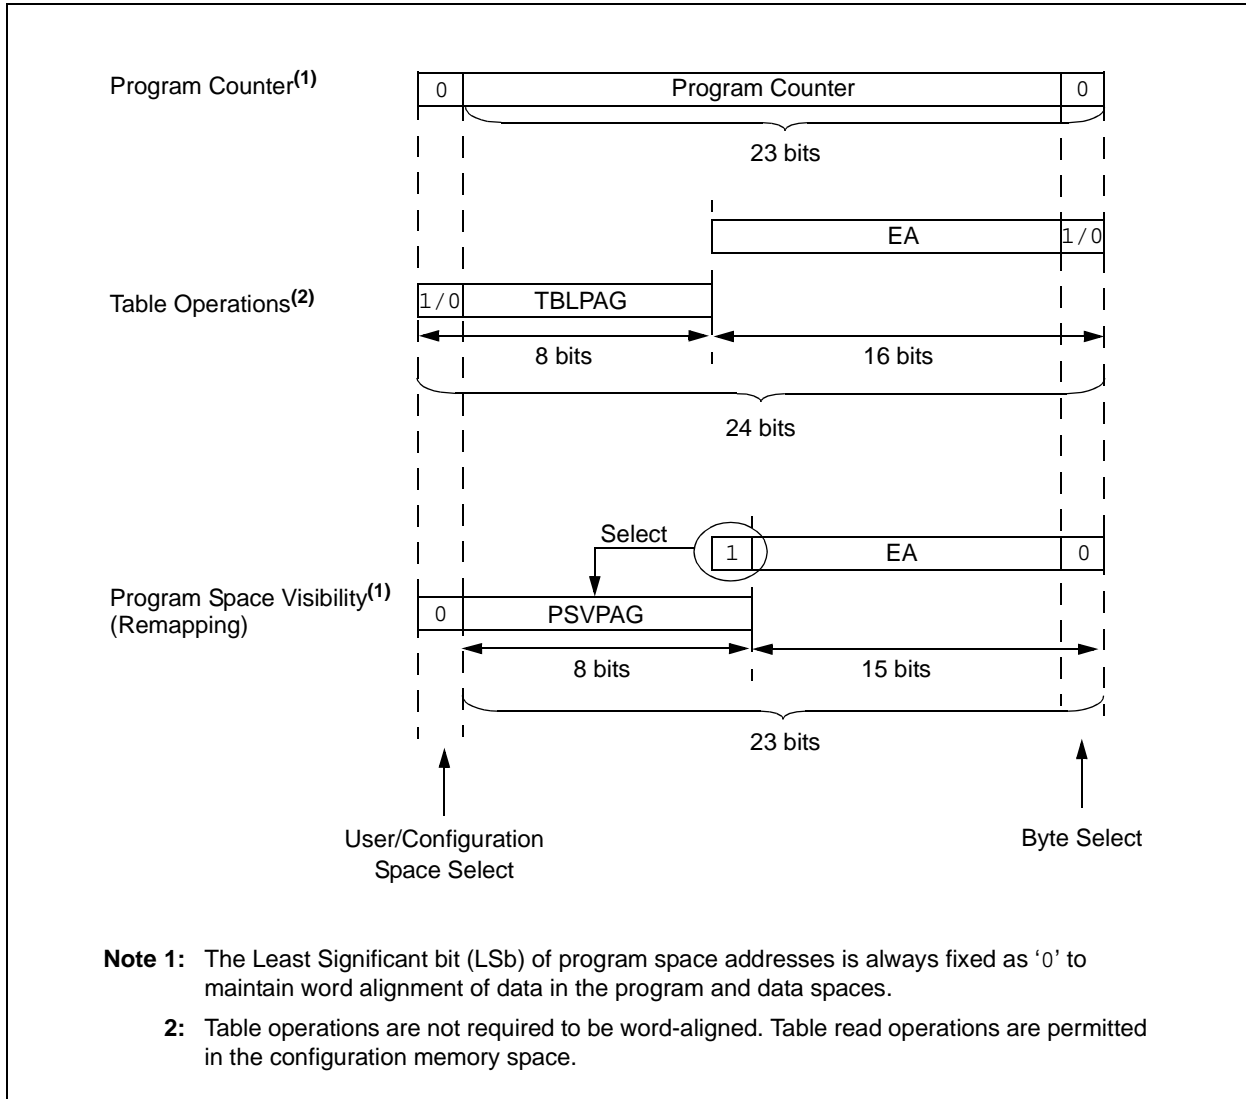 Program Counter(1)
0 Program Counter 0
23 bits
EA 1/0
Table Operations(2)
1/0 TBLPAG
8 bits 16 bits
24 bits
Select
1 EA 0
Program Space Visibility(1)
(Remapping)
0 PSVPAG
8 bits 15 bits
23 bits
User/Configuration
Space Select
Byte Select
Note 1: The Least Significant bit (LSb) of program space addresses is always fixed as ‘0’ to
maintain word alignment of data in the program and data spaces.
2: Table operations are not required to be word-aligned. Table read operations are permitted
in the configuration memory space.